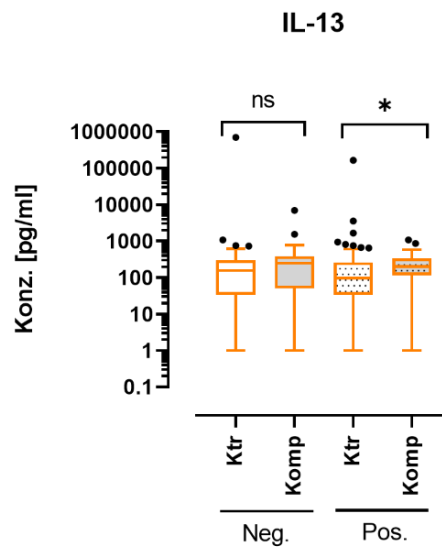 IL-13
ns
*
Konz. [pg/ml]
1000000
100000
10000
1000
100
10
1
0.1
Ktr
Komp
Ktr
Komp
Neg.
Pos.